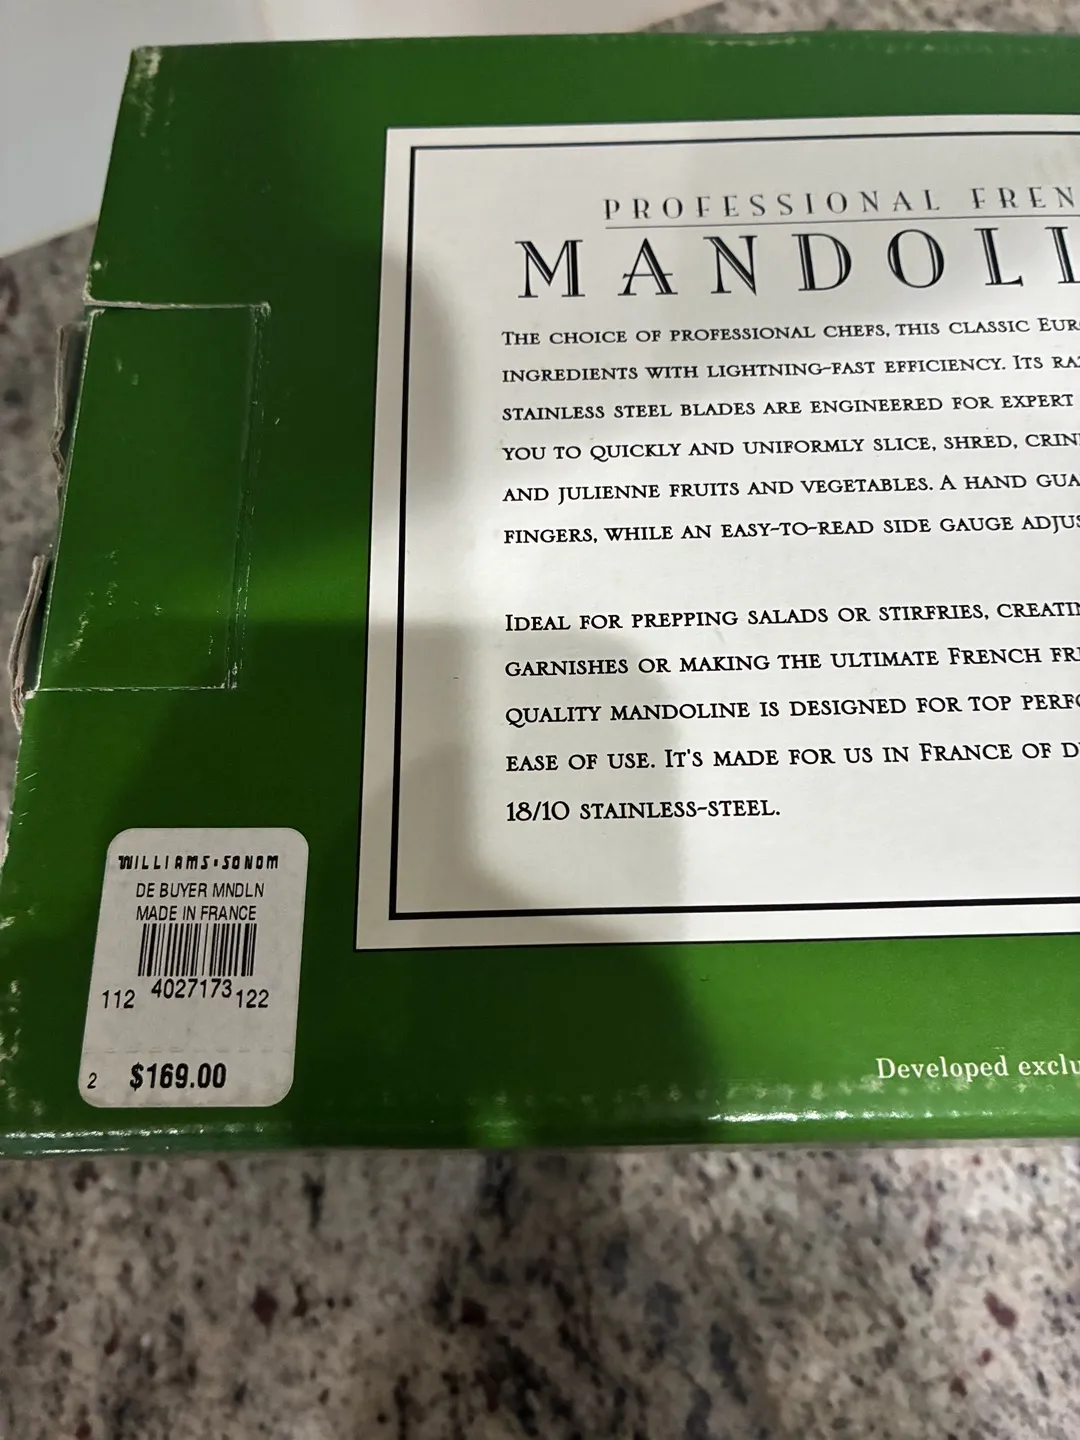 PROFESSIONAL FREN
MANDOLI
THE CHOICE OF PROFESSIONAL CHEFS, THIS CLASSIC EUR
INGREDIENTS WITH LIGHTNING-FAST EFFICIENCY. ITS RA
STAINLESS STEEL BLADES ARE ENGINEERED FOR EXPERT
YOU TO QUICKLY AND UNIFORMLY SLICE, SHRED, CRIN
AND JULIENNE FRUITS AND VEGETABLES. A HAND GUA
FINGERS, WHILE AN EASY-TO-READ SIDE GAUGE ADJUS
IDEAL FOR PREPPING SALADS OR STIRFRIES, CREATIN
GARNISHES OR MAKING THE ULTIMATE FRENCH FRI
QUALITY MANDOLINE IS DESIGNED FOR TOP PERFO
EASE OF USE. IT'S MADE FOR US IN FRANCE OF D
18/10 STAINLESS-STEEL.
WILLIAMS-SONOM
DE BUYER MNDLN
MADE IN FRANCE
112 4027173 122
2 $169.00
Developed exclu